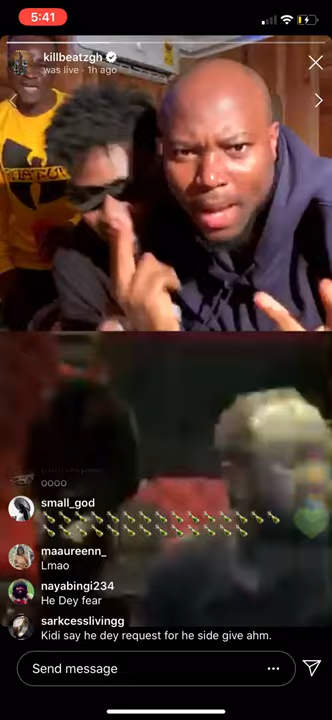 5:41
killbeatzgh
was live · 1h ago
oooo
small_god
🍾🍾🍾🍾🍾🍾🍾🍾🍾🍾🍾🍾🍾🍾🍾
🍾🍾🍾🍾🍾🍾🍾🍾🍾🍾🍾🍾🍾
maaureenn_
Lmao
nayabingi234
He Dey fear
sarkcesslivingg
Kidi say he dey request for he side give ahm.
Send message